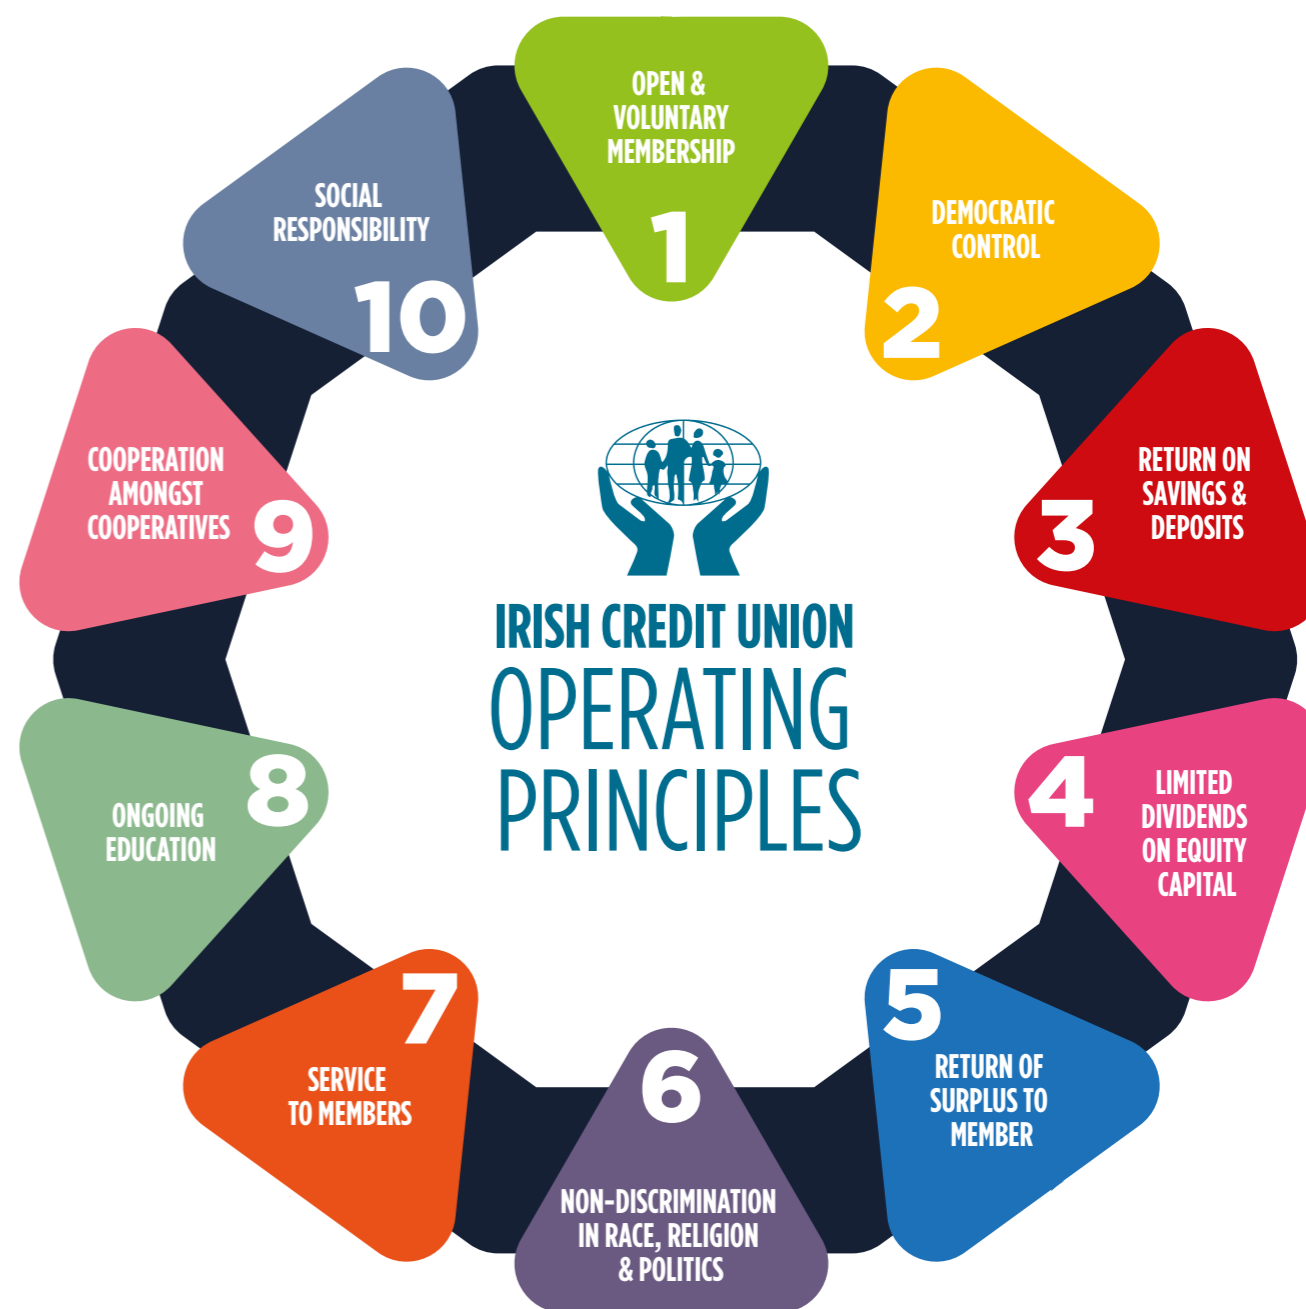 OPEN &
VOLUNTARY
MEMBERSHIP
1
DEMOCRATIC
CONTROL
2
RETURN ON
SAVINGS &
DEPOSITS
3
LIMITED
DIVIDENDS
ON EQUITY
CAPITAL
4
5
RETURN OF
SURPLUS TO
MEMBER
6
NON-DISCRIMINATION
IN RACE, RELIGION
& POLITICS
7
SERVICE
TO MEMBERS
8
ONGOING
EDUCATION
COOPERATION
AMONGST
COOPERATIVES
9
SOCIAL
RESPONSIBILITY
10
IRISH CREDIT UNION
OPERATING
PRINCIPLES